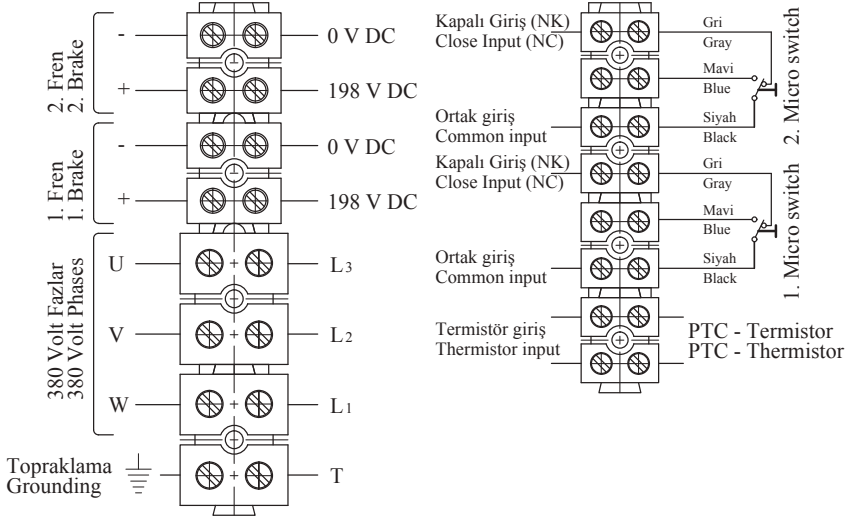 2. Fren
2. Brake
-
0 V DC
+
198 V DC
1. Fren
1. Brake
-
0 V DC
+
198 V DC
380 Volt Fazlar
380 Volt Phases
U
L3
V
L2
W
L1
Topraklama
Grounding
T
Kapalı Giriş (NK)
Close Input (NC)
Gri
Gray
Mavi
Blue
Ortak giriş
Common input
Siyah
Black
2. Micro switch
Kapalı Giriş (NK)
Close Input (NC)
Gri
Gray
Mavi
Blue
Ortak giriş
Common input
Siyah
Black
1. Micro switch
Termistör giriş
Thermistor input
PTC - Termistor
PTC - Thermistor